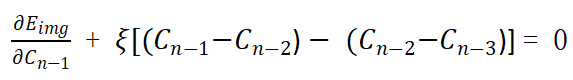 ∂E_img/∂C_{n−1} + ξ[(C_{n−1}−C_{n−2})− (C_{n−2}−C_{n−3})] = 0